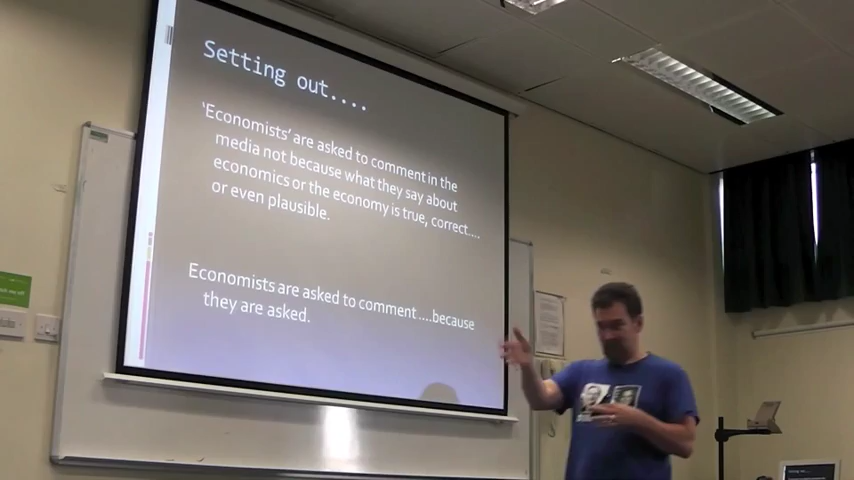 Setting out....
'Economists' are asked to comment in the
media not because what they say about
economics or the economy is true, correct....
or even plausible.
Economists are asked to comment....because
they are asked.